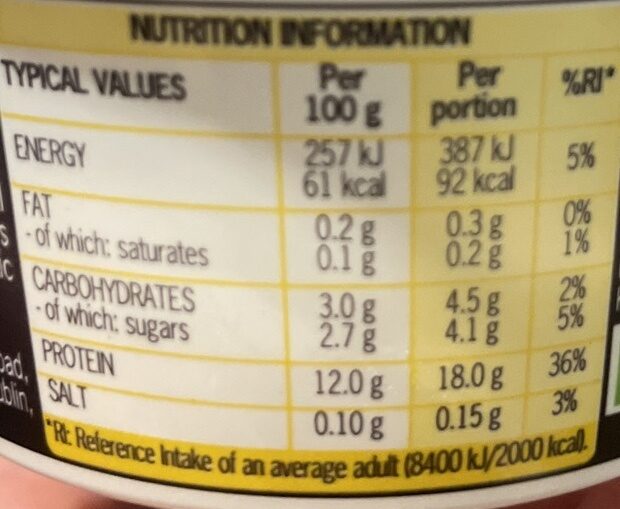 NUTRITION INFORMATION
TYPICAL VALUES Per 100 g Per portion %RI*
ENERGY 257 kJ 387 kJ 5%
61 kcal 92 kcal
FAT 0.2 g 0.3 g 0%
- of which: saturates 0.1 g 0.2 g 1%
CARBOHYDRATES 3.0 g 4.5 g 2%
- of which: sugars 2.7 g 4.1 g 5%
PROTEIN 12.0 g 18.0 g 36%
SALT 0.10 g 0.15 g 3%
*RI: Reference Intake of an average adult (8400 kJ/2000 kcal).